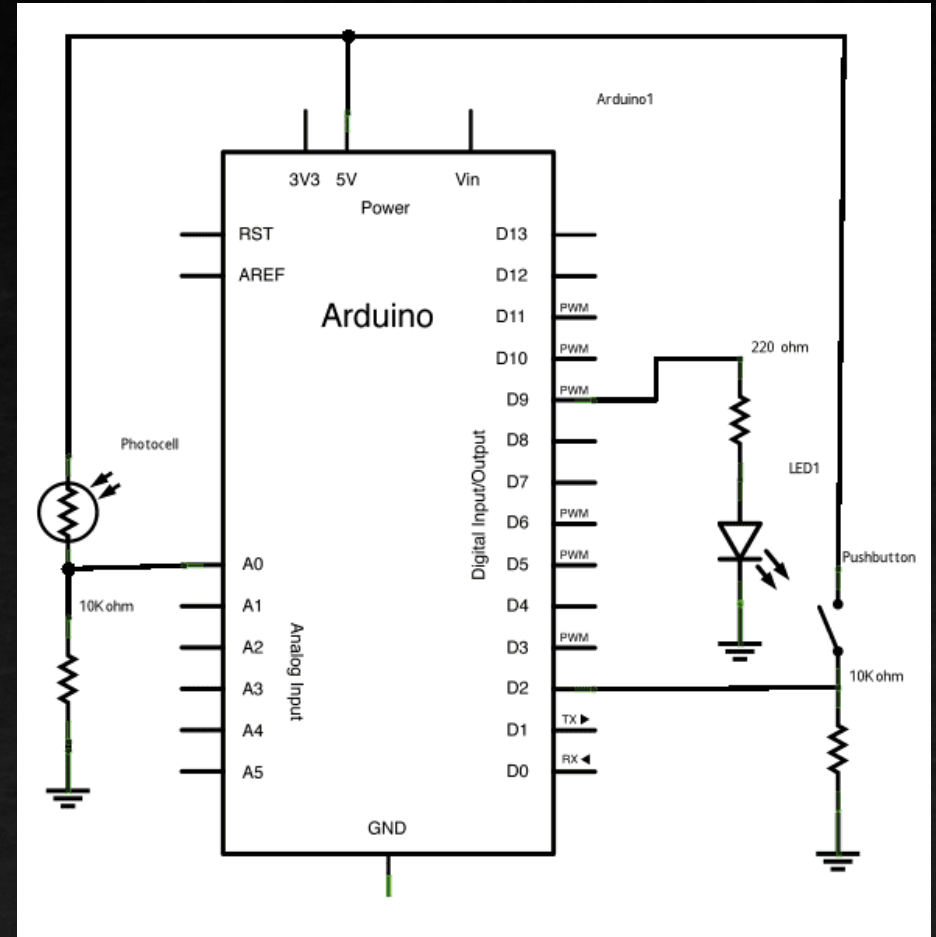 Arduino1
3V3 5V Vin
Power
RST
AREF
Arduino
D13
D12
D11 PWM
D10 PWM
D9 PWM
D8
D7
D6 PWM
D5 PWM
D4
D3 PWM
D2
D1 TX
D0 RX
Digital Input/Output
220 ohm
LED1
Pushbutton
10K ohm
Photocell
10K ohm
A0
A1
A2
A3
A4
A5
Analog Input
GND